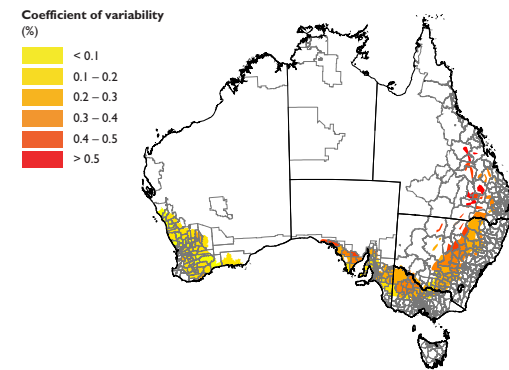 Coefficient of variability
(%)
< 0.1
0.1 – 0.2
0.2 – 0.3
0.3 – 0.4
0.4 – 0.5
> 0.5